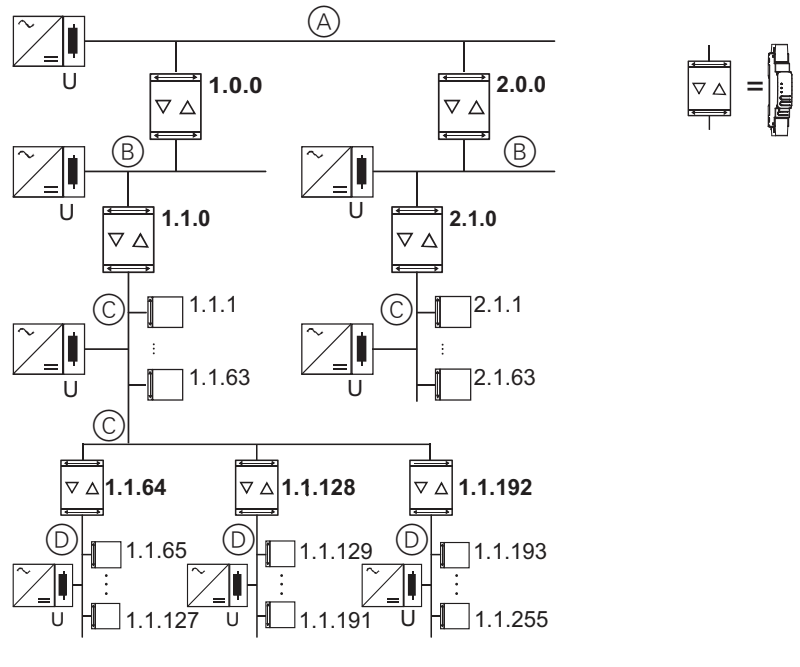 A
U
1.0.0
2.0.0
=
B
B
U
U
1.1.0
2.1.0
C
1.1.1
C
2.1.1
...
...
U
1.1.63
U
2.1.63
C
1.1.64
1.1.128
1.1.192
D
1.1.65
D
1.1.129
D
1.1.193
U
1.1.127
U
1.1.191
U
1.1.255